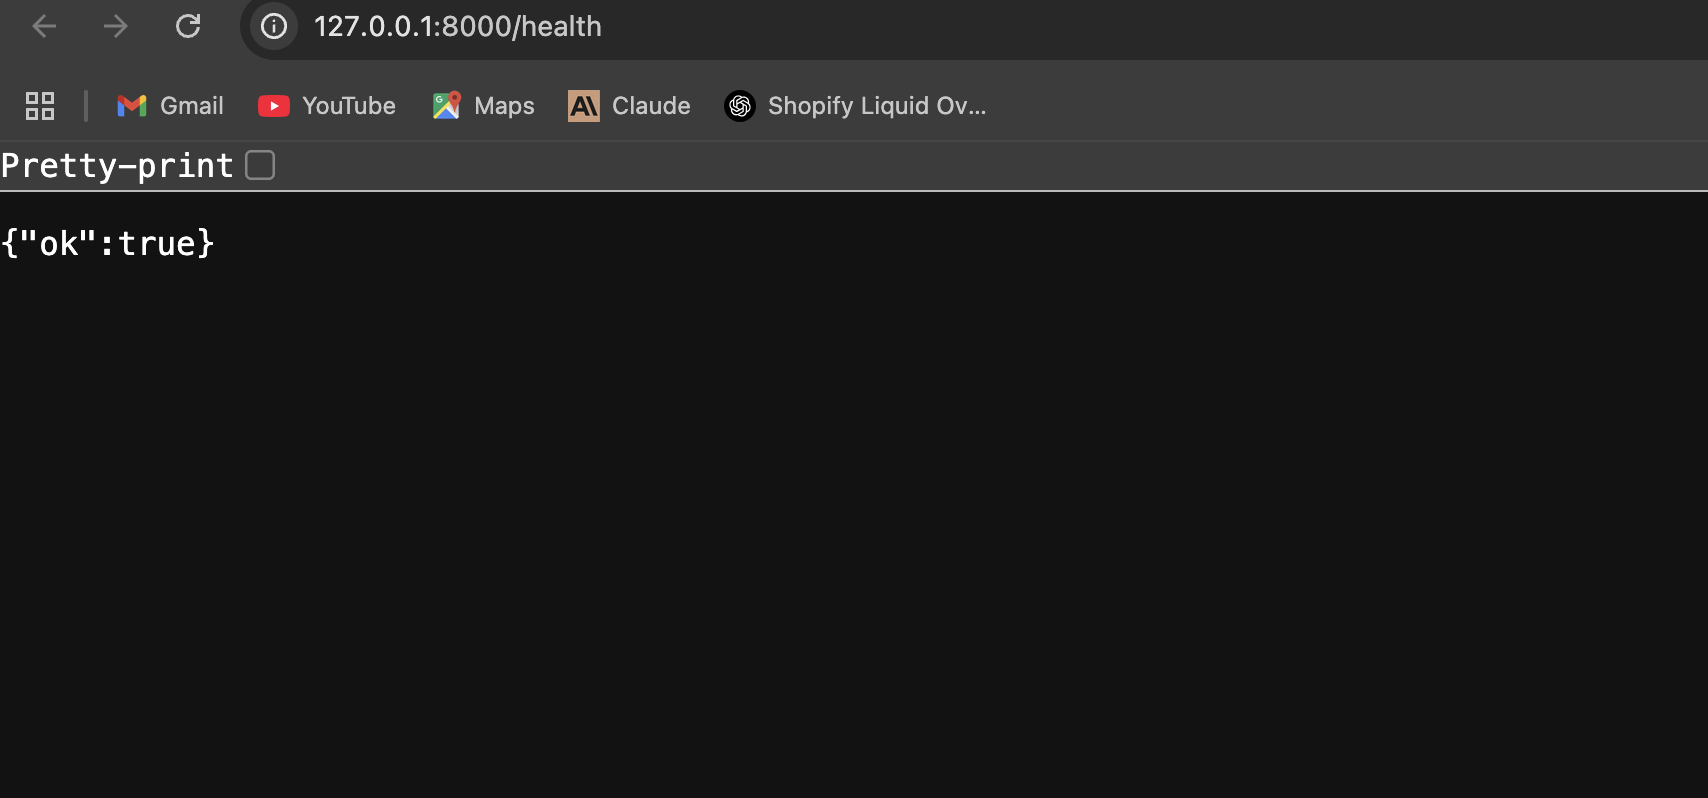 127.0.0.1:8000/health
Gmail YouTube Maps Claude Shopify Liquid Ov...
Pretty-print
{"ok":true}